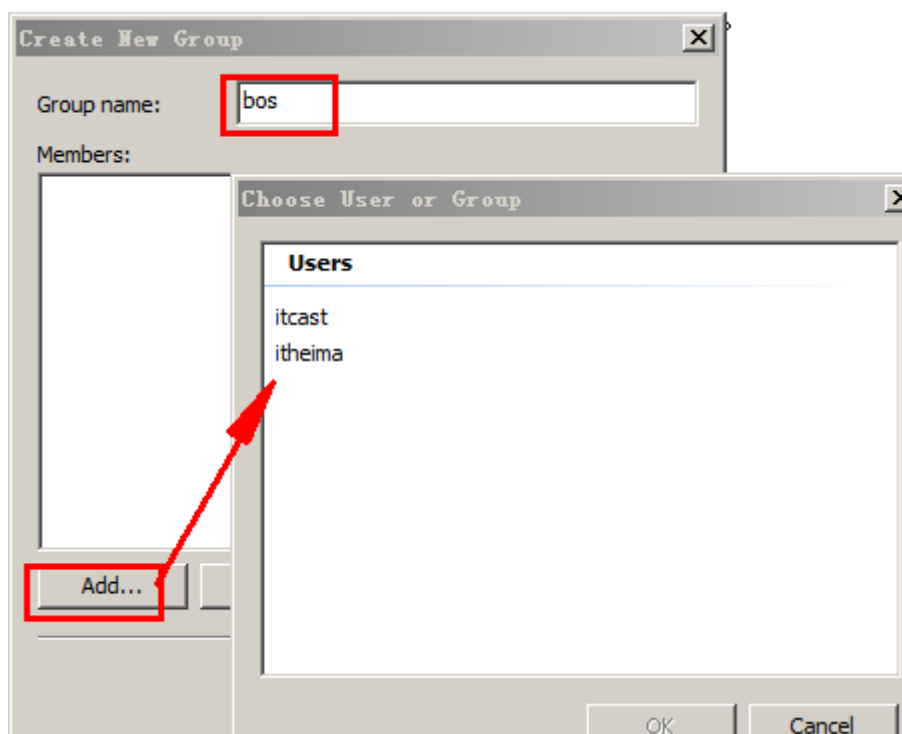 Create New Group
Group name:
bos
Members:
Choose User or Group
Users
itcast
itheima
Add...
OK
Cancel